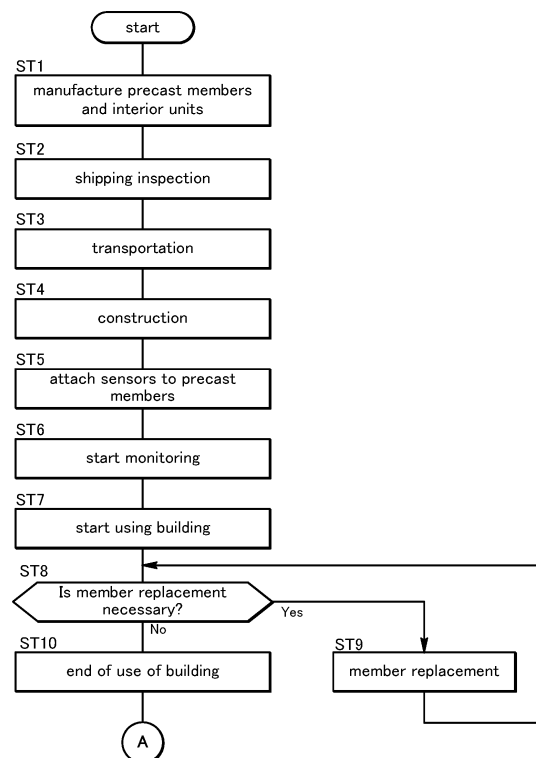 start
ST1
manufacture precast members
and interior units
ST2
shipping inspection
ST3
transportation
ST4
construction
ST5
attach sensors to precast
members
ST6
start monitoring
ST7
start using building
ST8
Is member replacement
necessary?
Yes
No
ST9
member replacement
ST10
end of use of building
A